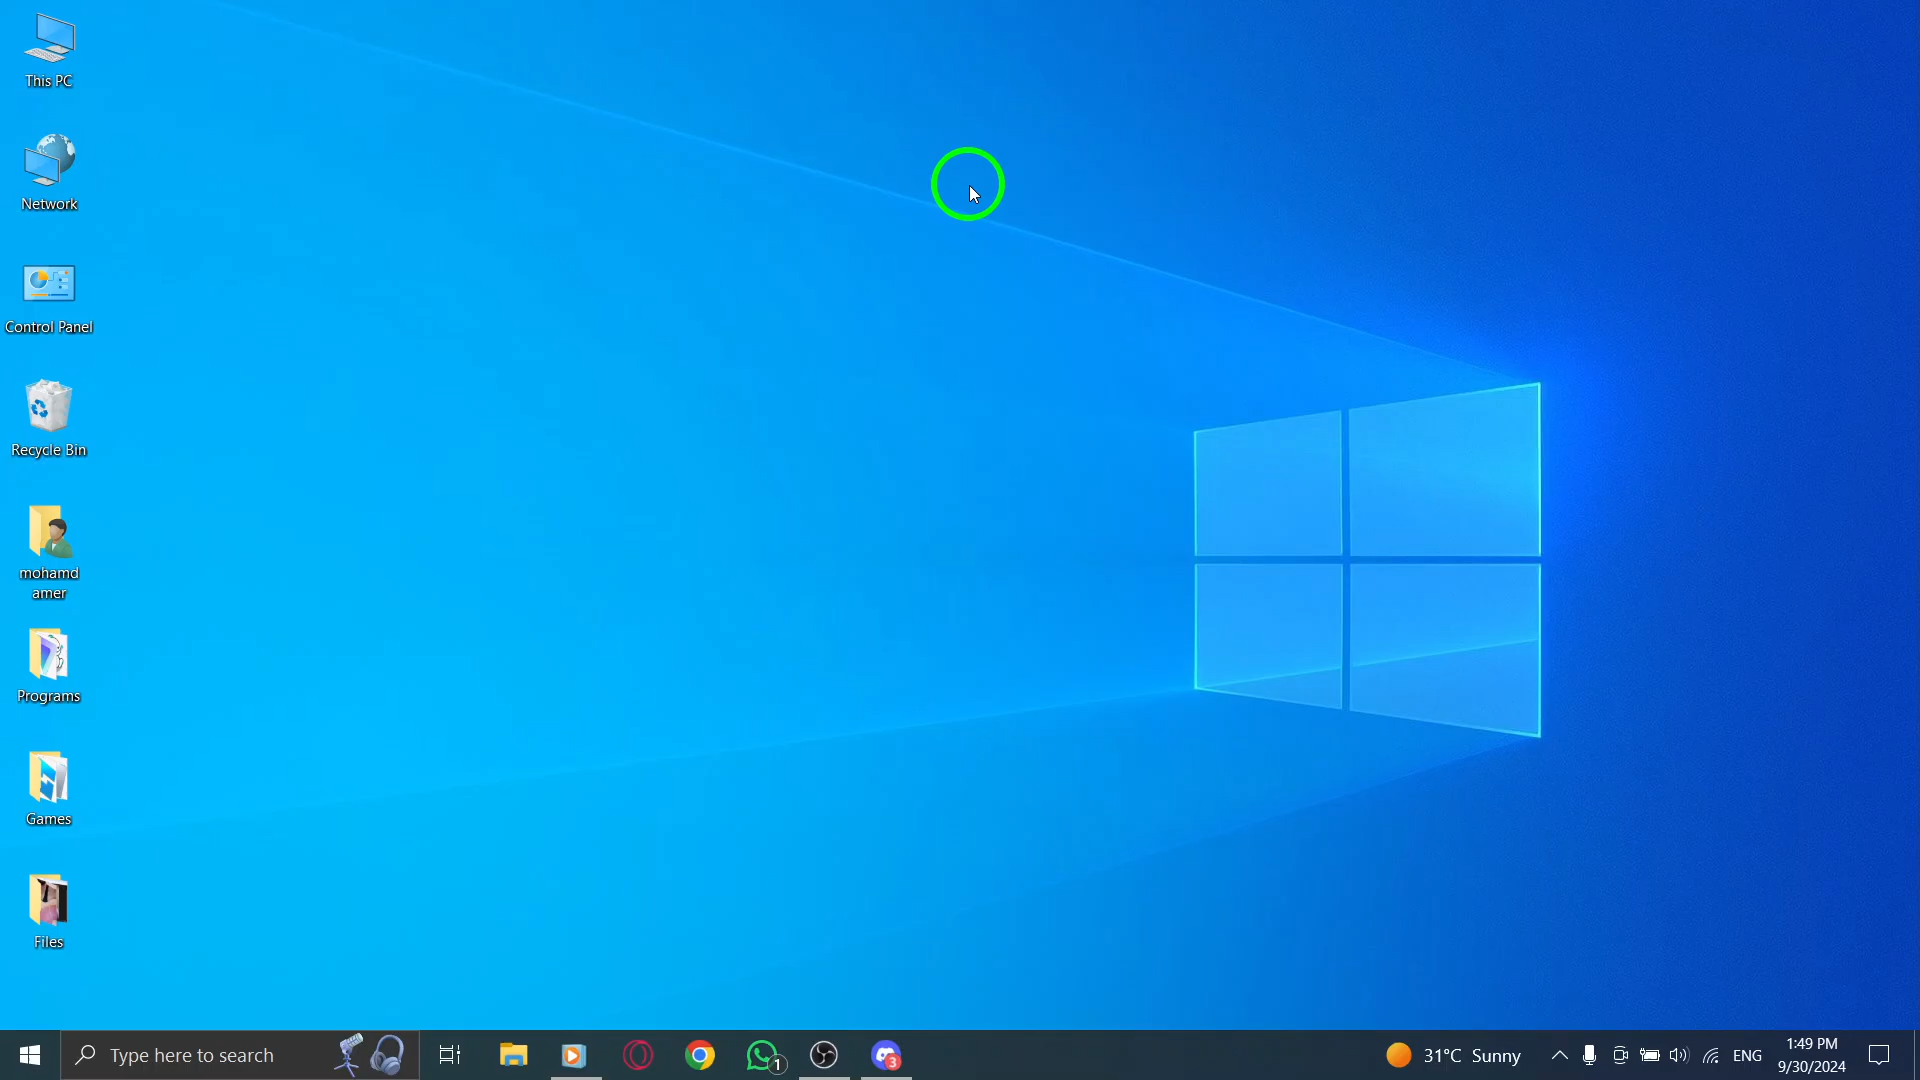 This PC
Network
Control Panel
Recycle Bin
mohamd
amer
Programs
Games
Files
Type here to search
1
3
31°C Sunny
ENG
1:49 PM
9/30/2024